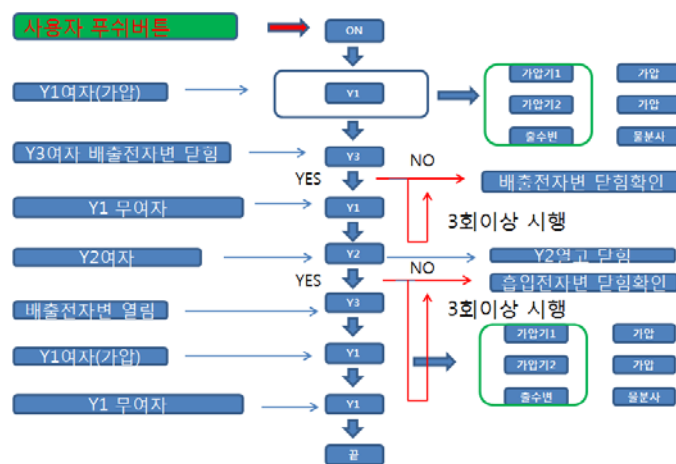 사용자 푸쉬버튼
ON
Y1여자(가압)
Y1
가압기1 가압
가압기2 가압
출수변 물분사
Y3여자 배출전자변 닫힘
Y3
NO
YES
배출전자변 닫힘확인
Y1 무여자
Y1
3회이상 시행
Y2여자
Y2
Y2열고 닫힘
NO
YES
흡입전자변 닫힘확인
배출전자변 열림
Y3
3회이상 시행
가압기1 가압
Y1여자(가압)
Y1
가압기2 가압
Y1 무여자
Y1
출수변 물분사
끝